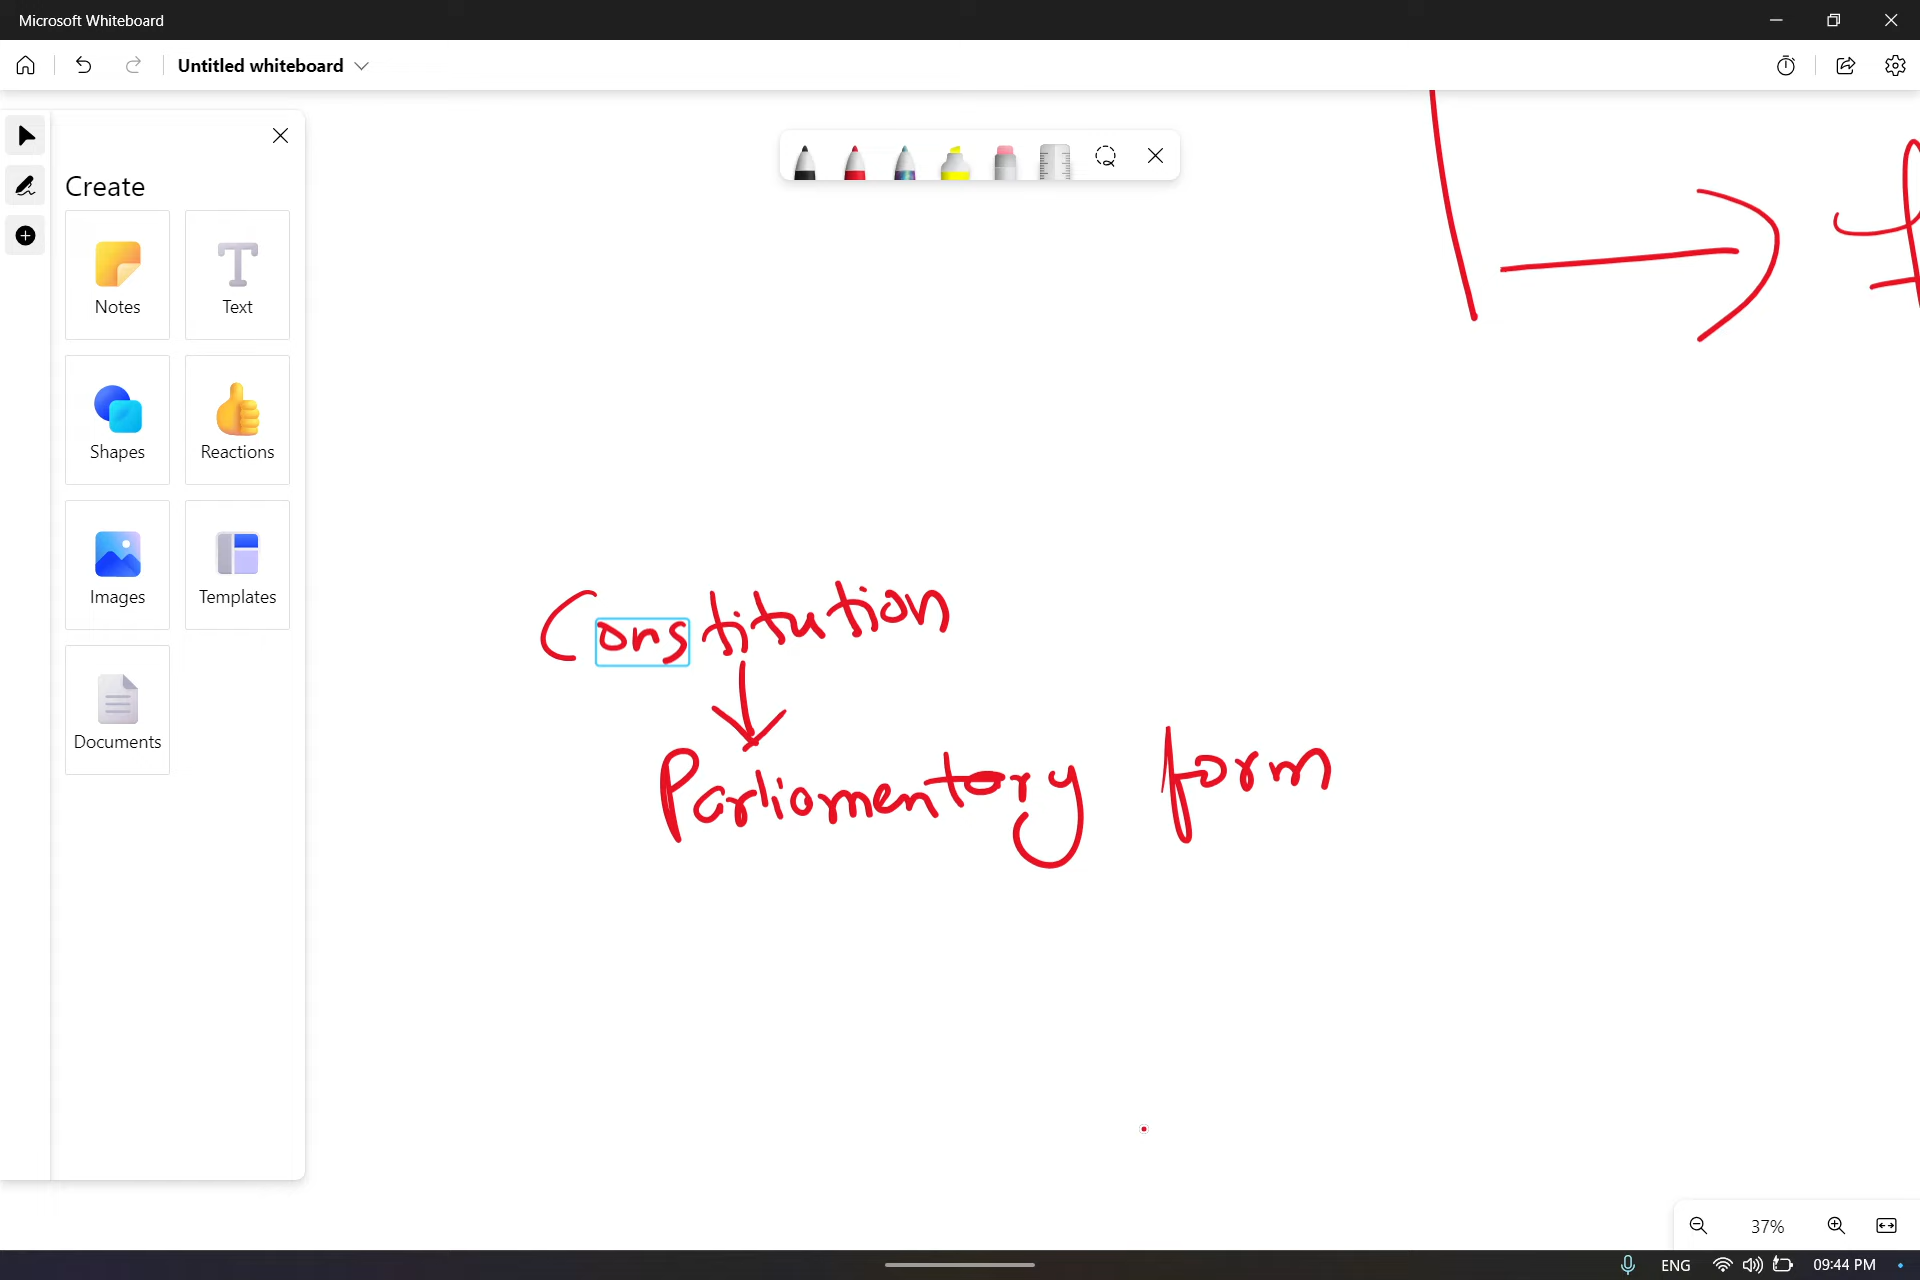 Microsoft Whiteboard
Untitled whiteboard
Create
Notes
Text
Shapes
Reactions
Images
Templates
Documents
Constitution
Parliamentory form
37%
ENG
09:44 PM